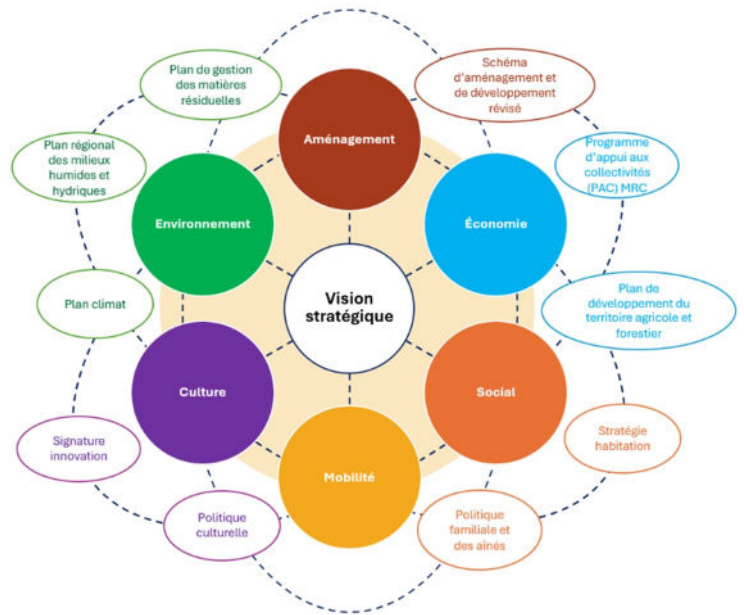 Plan de gestion
des matières
résiduelles
Schéma
d'aménagement et
de développement
révisé
Aménagement
Plan régional
des milieux
humides et
hydriques
Programme
d'appui aux
collectivités
(PAC) MRC
Environnement
Économie
Plan climat
Vision
stratégique
Plan de
développement du
territoire agricole et
forestier
Culture
Social
Signature
innovation
Stratégie
habitation
Mobilité
Politique
culturelle
Politique
familiale et
des aînés